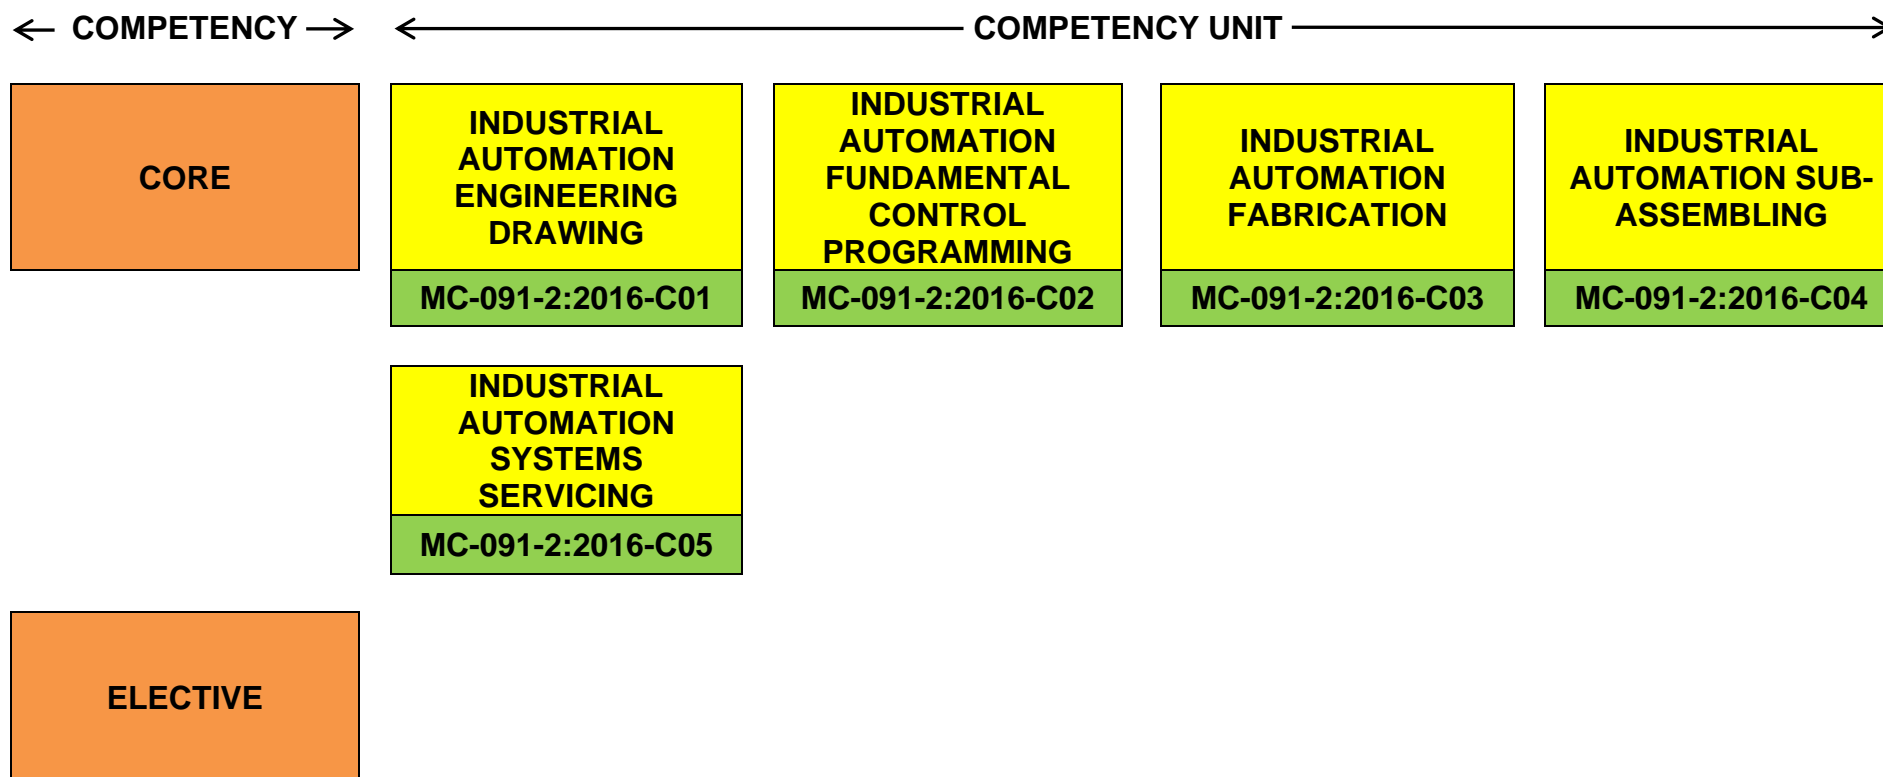 COMPETENCY
COMPETENCY UNIT
CORE
INDUSTRIAL
AUTOMATION
ENGINEERING
DRAWING
MC-091-2:2016-C01
INDUSTRIAL
AUTOMATION
FUNDAMENTAL
CONTROL
PROGRAMMING
MC-091-2:2016-C02
INDUSTRIAL
AUTOMATION
FABRICATION
MC-091-2:2016-C03
INDUSTRIAL
AUTOMATION SUB-
ASSEMBLING
MC-091-2:2016-C04
INDUSTRIAL
AUTOMATION
SYSTEMS
SERVICING
MC-091-2:2016-C05
ELECTIVE